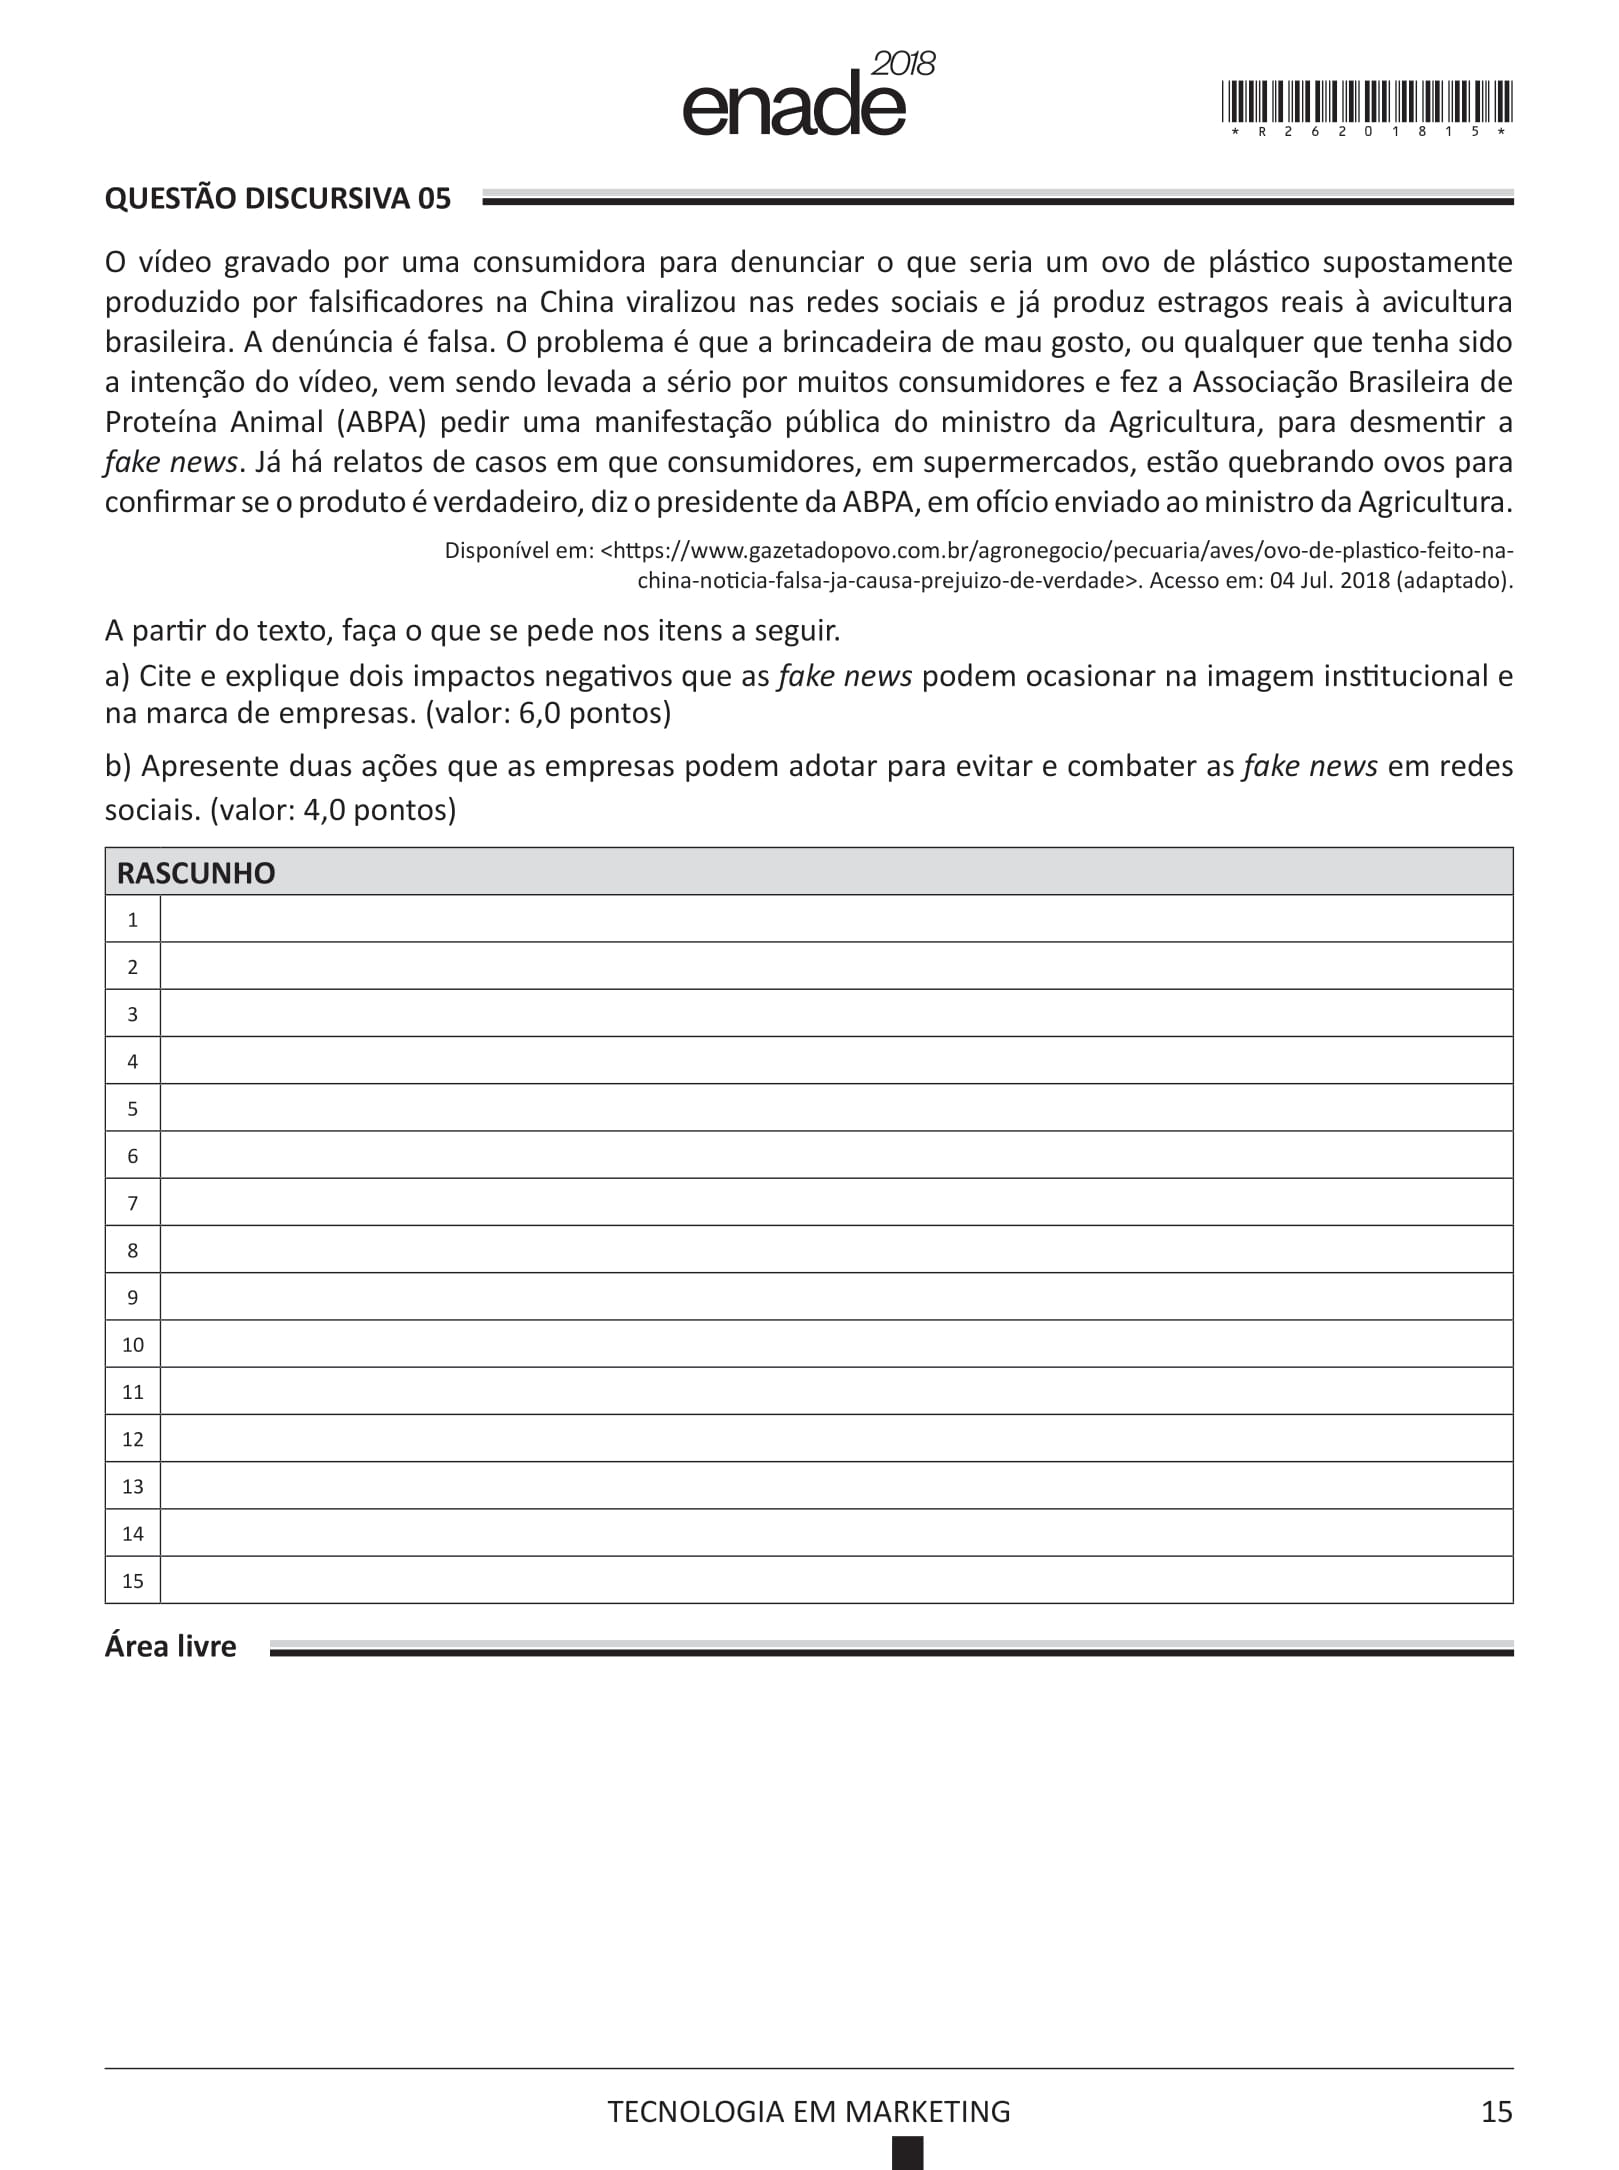 enade 2018
* R 2 6 2 0 1 8 1 5 *
QUESTÃO DISCURSIVA 05
O vídeo gravado por uma consumidora para denunciar o que seria um ovo de plástico supostamente
produzido por falsificadores na China viralizou nas redes sociais e já produz estragos reais à avicultura
brasileira. A denúncia é falsa. O problema é que a brincadeira de mau gosto, ou qualquer que tenha sido
a intenção do vídeo, vem sendo levada a sério por muitos consumidores e fez a Associação Brasileira de
Proteína Animal (ABPA) pedir uma manifestação pública do ministro da Agricultura, para desmentir a
fake news. Já há relatos de casos em que consumidores, em supermercados, estão quebrando ovos para
confirmar se o produto é verdadeiro, diz o presidente da ABPA, em ofício enviado ao ministro da Agricultura.
Disponível em: <https://www.gazetadopovo.com.br/agronegocio/pecuaria/aves/ovo-de-plastico-feito-na-
china-noticia-falsa-ja-causa-prejuizo-de-verdade>. Acesso em: 04 Jul. 2018 (adaptado).
A partir do texto, faça o que se pede nos itens a seguir.
a) Cite e explique dois impactos negativos que as fake news podem ocasionar na imagem institucional e
na marca de empresas. (valor: 6,0 pontos)
b) Apresente duas ações que as empresas podem adotar para evitar e combater as fake news em redes
sociais. (valor: 4,0 pontos)
RASCUNHO
1
2
3
4
5
6
7
8
9
10
11
12
13
14
15
Área livre
TECNOLOGIA EM MARKETING
15